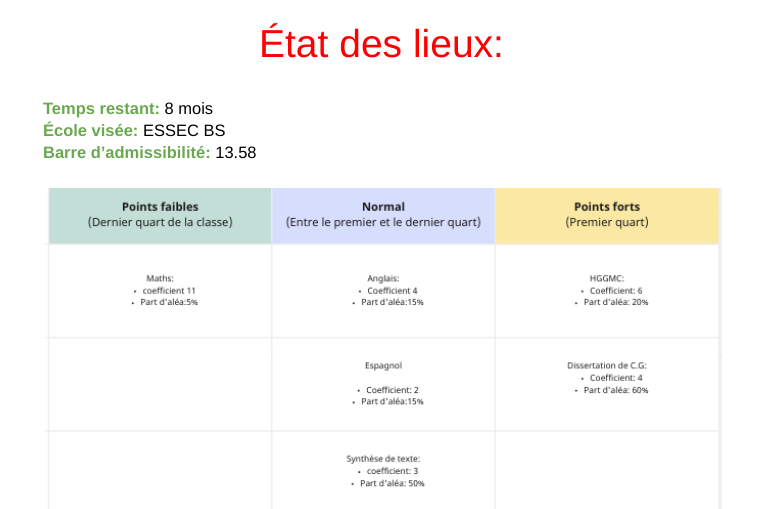 État des lieux:
Temps restant: 8 mois
École visée: ESSEC BS
Barre d’admissibilité: 13.58
Points faibles
(Dernier quart de la classe)
Normal
(Entre le premier et le dernier quart)
Points forts
(Premier quart)
Maths:
• coefficient 11
• Part d'aléa:5%
Anglais:
• Coefficient 4
• Part d'aléa:15%
HGGMC:
• Coefficient: 6
• Part d'aléa: 20%
Espagnol
• Coefficient: 2
• Part d'aléa:15%
Dissertation de C.G:
• Coefficient: 4
• Part d'aléa: 60%
Synthèse de texte:
• coefficient: 3
• Part d'aléa: 50%